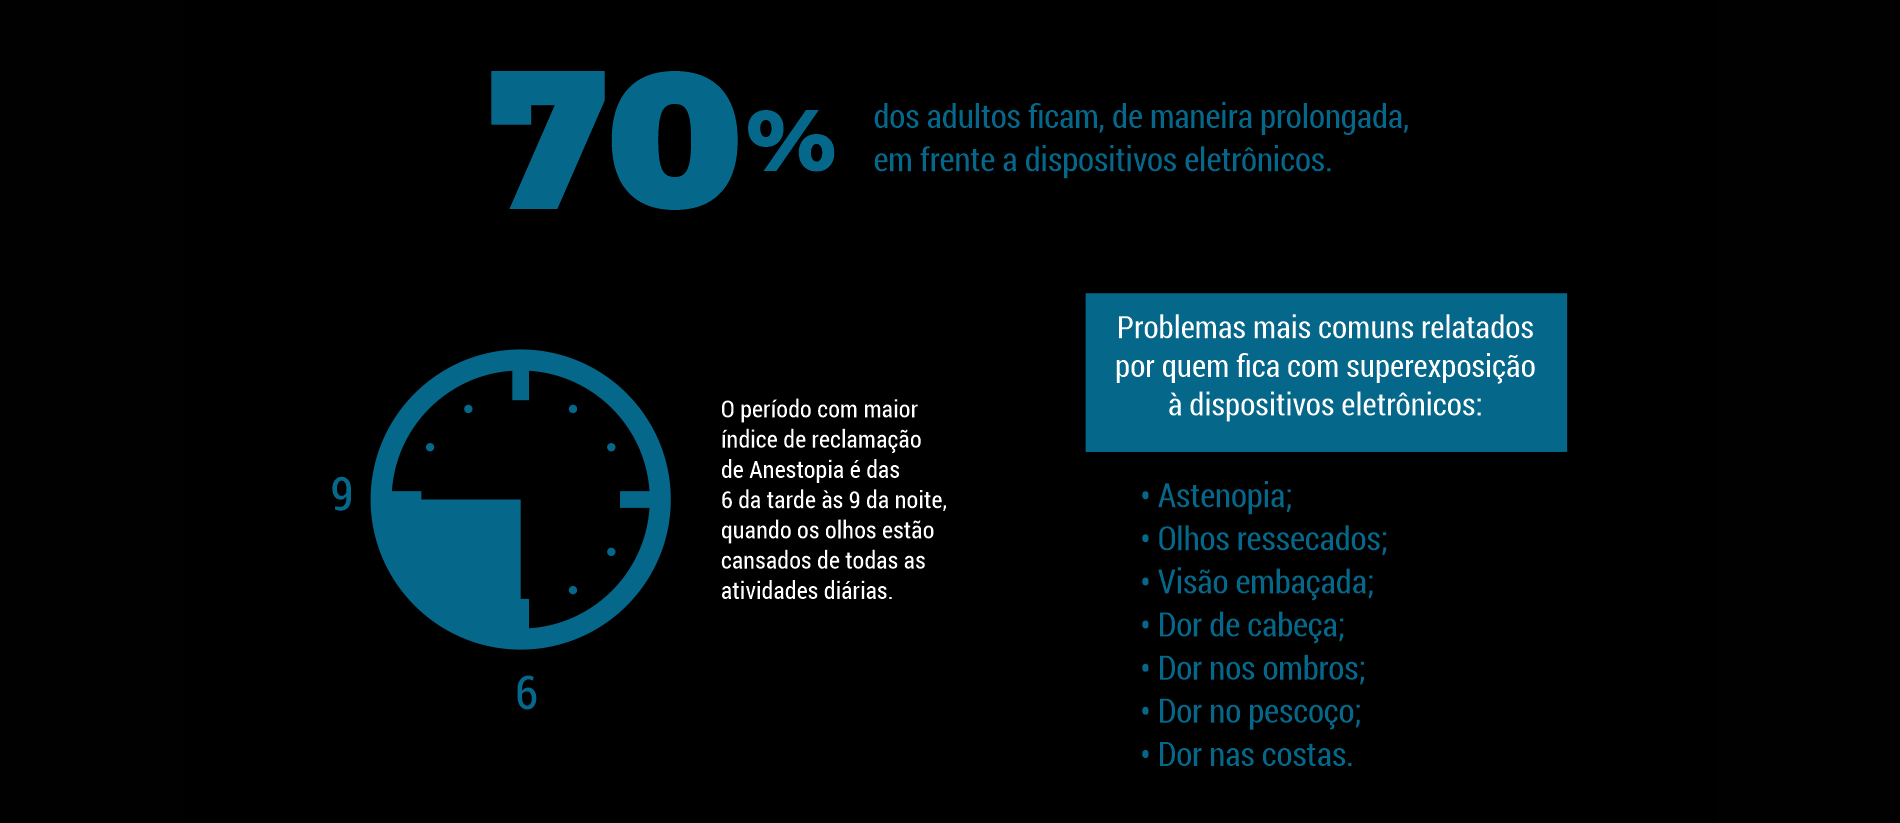 70%
dos adultos ficam, de maneira prolongada,
em frente a dispositivos eletrônicos.
9
6
O período com maior
índice de reclamação
de Anestopia é das
6 da tarde às 9 da noite,
quando os olhos estão
cansados de todas as
atividades diárias.
Problemas mais comuns relatados
por quem fica com superexposição
à dispositivos eletrônicos:
• Astenopia;
• Olhos ressecados;
• Visão embaçada;
• Dor de cabeça;
• Dor nos ombros;
• Dor no pescoço;
• Dor nas costas.